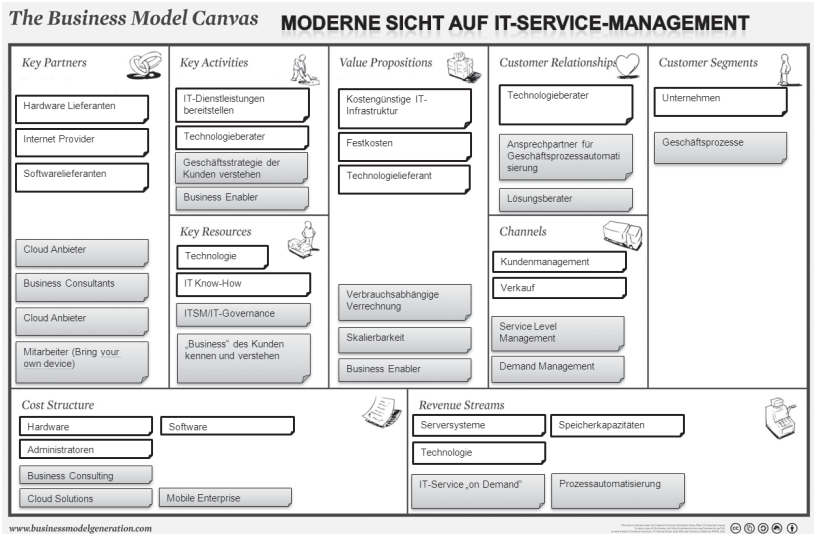 The Business Model Canvas
MODERNE SICHT AUF IT-SERVICE-MANAGEMENT
Key Partners
Hardware Lieferanten
Internet Provider
Softwarelieferanten
Cloud Anbieter
Business Consultants
Cloud Anbieter
Mitarbeiter (Bring your
own device)
Key Activities
IT-Dienstleistungen
bereitstellen
Technologieberater
Geschäftsstrategie der
Kunden verstehen
Business Enabler
Key Resources
Technologie
IT Know-How
ITSM/IT-Governance
„Business" des Kunden
kennen und verstehen
Value Propositions
Kostengünstige IT-
Infrastruktur
Festkosten
Technologielieferant
Verbrauchsabhängige
Verrechnung
Skalierbarkeit
Business Enabler
Customer Relationships
Technologieberater
Ansprechpartner für
Geschäftsprozessautomati
sierung
Lösungsberater
Channels
Kundenmanagement
Verkauf
Service Level
Management
Demand Management
Customer Segments
Unternehmen
Geschäftsprozesse
Cost Structure
Hardware
Software
Administratoren
Business Consulting
Cloud Solutions
Mobile Enterprise
Revenue Streams
Serversysteme
Speicherkapazitäten
Technologie
IT-Service „on Demand"
Prozessautomatisierung
www.businessmodelgeneration.com